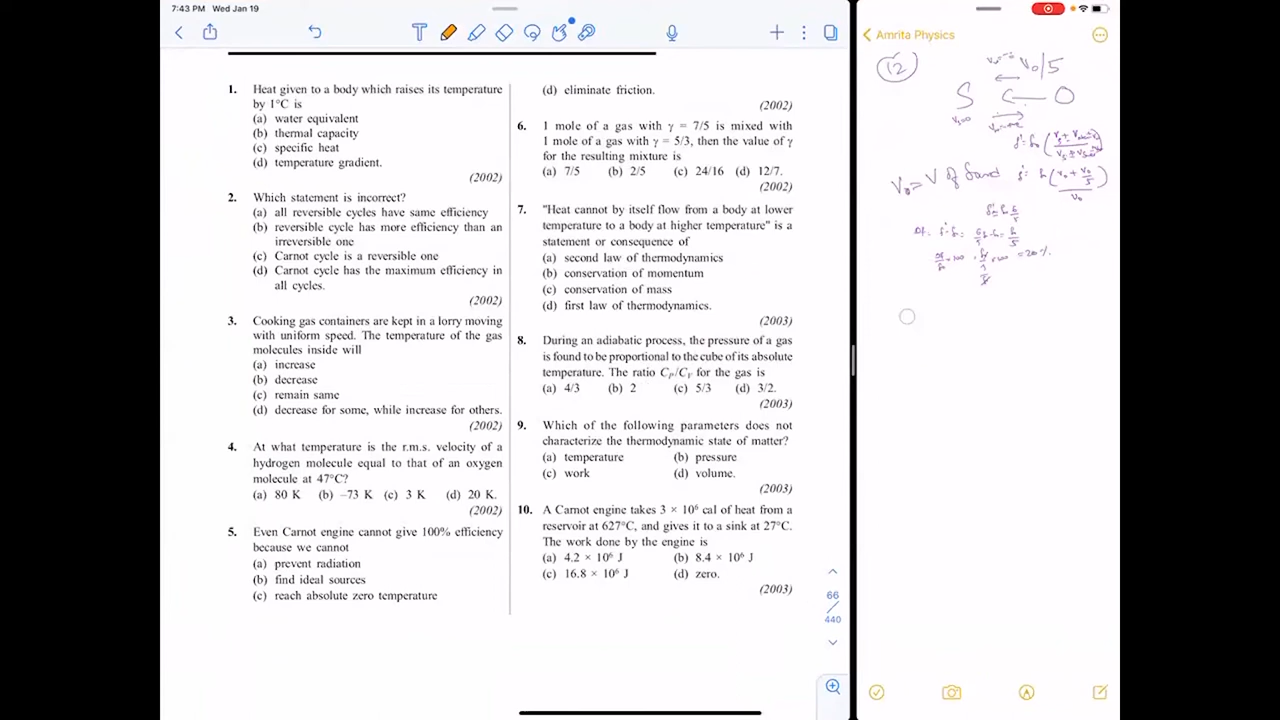 7:43 PM Wed Jan 19
1. Heat given to a body which raises its temperature
by 1°C is
(a) water equivalent
(b) thermal capacity
(c) specific heat
(d) temperature gradient.
(2002)
2. Which statement is incorrect?
(a) all reversible cycles have same efficiency
(b) reversible cycle has more efficiency than an
irreversible one
(c) Carnot cycle is a reversible one
(d) Carnot cycle has the maximum efficiency in
all cycles.
(2002)
3. Cooking gas containers are kept in a lorry moving
with uniform speed. The temperature of the gas
molecules inside will
(a) increase
(b) decrease
(c) remain same
(d) decrease for some, while increase for others.
(2002)
4. At what temperature is the r.m.s. velocity of a
hydrogen molecule equal to that of an oxygen
molecule at 47°C?
(a) 80 K (b) –73 K (c) 3 K (d) 20 K.
(2002)
5. Even Carnot engine cannot give 100% efficiency
because we cannot
(a) prevent radiation
(b) find ideal sources
(c) reach absolute zero temperature
(d) eliminate friction.
(2002)
6. 1 mole of a gas with γ = 7/5 is mixed with
1 mole of a gas with γ = 5/3, then the value of γ
for the resulting mixture is
(a) 7/5 (b) 2/5 (c) 24/16 (d) 12/7.
(2002)
7. "Heat cannot by itself flow from a body at lower
temperature to a body at higher temperature" is a
statement or consequence of
(a) second law of thermodynamics
(b) conservation of momentum
(c) conservation of mass
(d) first law of thermodynamics.
(2003)
8. During an adiabatic process, the pressure of a gas
is found to be proportional to the cube of its absolute
temperature. The ratio CP/CV for the gas is
(a) 4/3 (b) 2 (c) 5/3 (d) 3/2.
(2003)
9. Which of the following parameters does not
characterize the thermodynamic state of matter?
(a) temperature (b) pressure
(c) work (d) volume.
(2003)
10. A Carnot engine takes 3 × 10⁶ cal of heat from a
reservoir at 627°C, and gives it to a sink at 27°C.
The work done by the engine is
(a) 4.2 × 10⁶ J (b) 8.4 × 10⁶ J
(c) 16.8 × 10⁶ J (d) zero.
(2003)
66
/
440
Amrita Physics
12
V₀/5
S O
= 20%